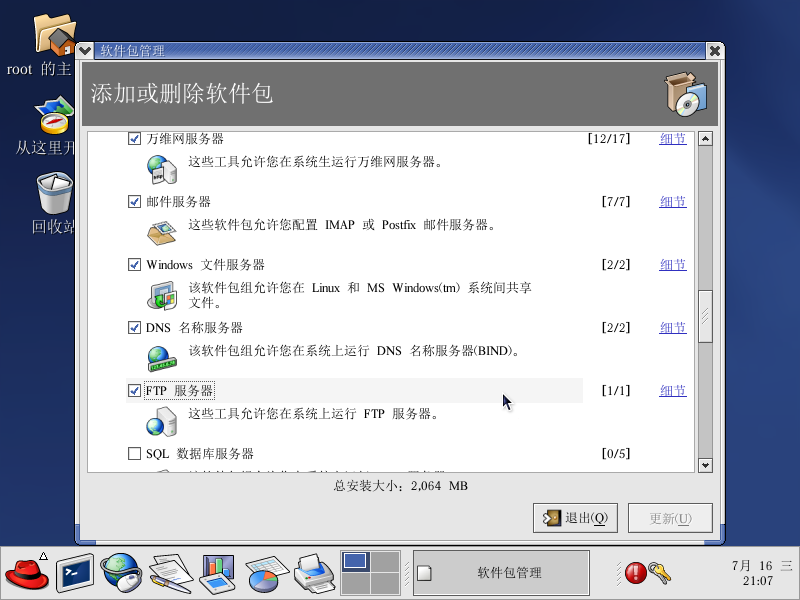 软件包管理
root 的主
从这里开
回收站
添加或删除软件包
万维网服务器 [12/17] 细节
这些工具允许您在系统生运行万维网服务器。
邮件服务器 [7/7] 细节
这些软件包允许您配置 IMAP 或 Postfix 邮件服务器。
Windows 文件服务器 [2/2] 细节
该软件包组允许您在 Linux 和 MS Windows(tm) 系统间共享
文件。
DNS 名称服务器 [2/2] 细节
该软件包组允许您在系统上运行 DNS 名称服务器(BIND)。
FTP 服务器 [1/1] 细节
这些工具允许您在系统上运行 FTP 服务器。
SQL 数据库服务器 [0/5]
总安装大小：2,064 MB
退出(Q) 更新(U)
软件包管理
7月 16 三
21:07